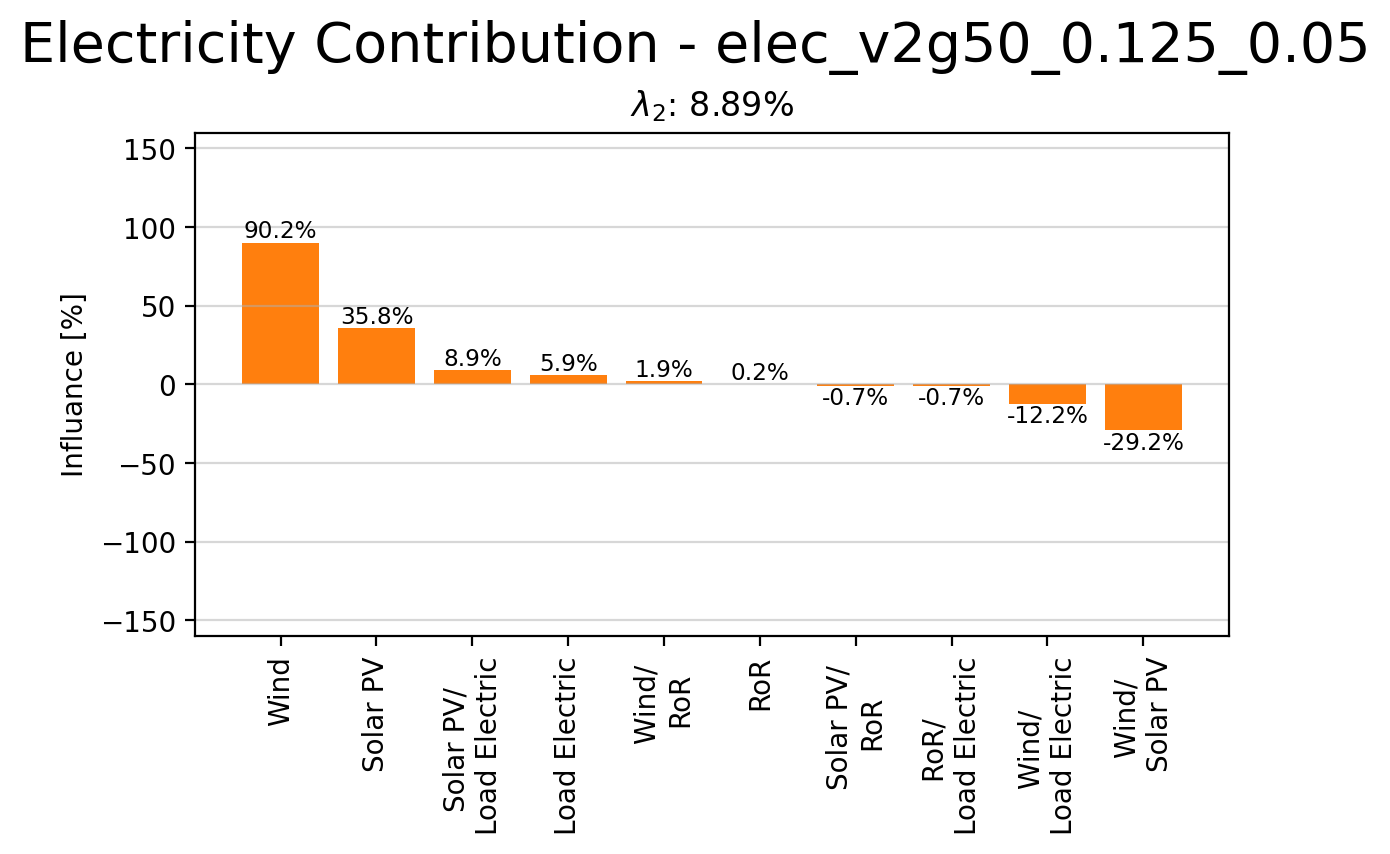 Electricity Contribution - elec_v2g50_0.125_0.05
λ₂: 8.89%
150
100
50
0
−50
−100
−150
Influance [%]
90.2%
35.8%
8.9%
5.9%
1.9%
0.2%
-0.7%
-0.7%
-12.2%
-29.2%
Wind
Solar PV
Solar PV/
Load Electric
Load Electric
Wind/
RoR
RoR
Solar PV/
RoR
RoR/
Load Electric
Wind/
Load Electric
Wind/
Solar PV